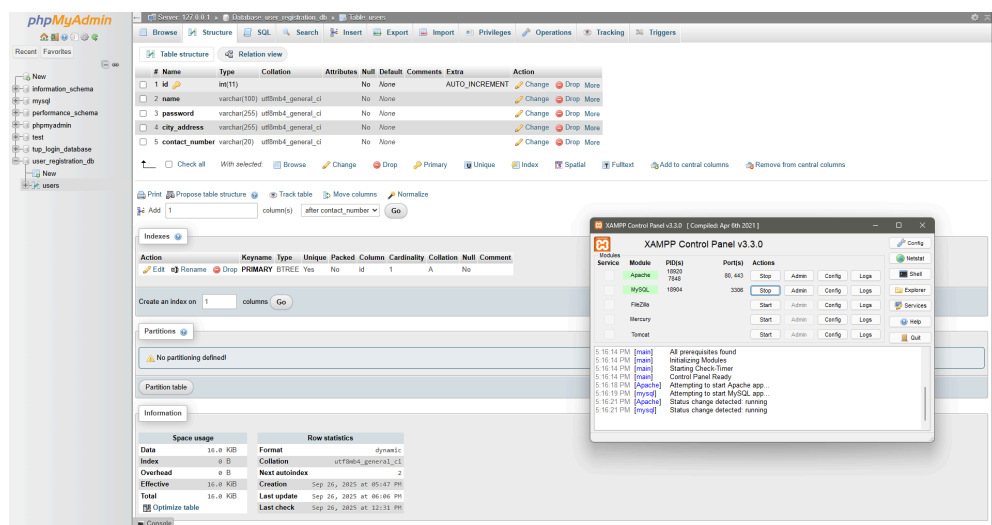 phpMyAdmin
Recent Favorites
New
information_schema
mysql
performance_schema
phpmyadmin
test
tup_login_database
user_registration_db
New
users
Server: 127.0.0.1 » Database: user_registration_db » Table: users
Browse Structure SQL Search Insert Export Import Privileges Operations Tracking Triggers
Table structure Relation view
# Name Type Collation Attributes Null Default Comments Extra Action
1 id int(11) No None AUTO_INCREMENT Change Drop More
2 name varchar(100) utf8mb4_general_ci No None Change Drop More
3 password varchar(255) utf8mb4_general_ci No None Change Drop More
4 city_address varchar(255) utf8mb4_general_ci No None Change Drop More
5 contact_number varchar(20) utf8mb4_general_ci No None Change Drop More
Check all With selected: Browse Change Drop Primary Unique Index Spatial Fulltext Add to central columns Remove from central columns
Print Propose table structure Track table Move columns Normalize
Add 1 column(s) after contact_number Go
Indexes
Action Keyname Type Unique Packed Column Cardinality Collation Null Comment
Edit Rename Drop PRIMARY BTREE Yes No id 1 A No
Create an index on 1 columns Go
Partitions
No partitioning defined!
Partition table
Information
Space usage
Data 16.0 KiB
Index 0 B
Overhead 0 B
Effective 16.0 KiB
Total 16.0 KiB
Optimize table
Row statistics
Format dynamic
Collation utf8mb4_general_ci
Next autoindex 2
Creation Sep 26, 2025 at 05:47 PM
Last update Sep 26, 2025 at 06:06 PM
Last check Sep 26, 2025 at 12:31 PM
Console
XAMPP Control Panel v3.3.0 [ Compiled: Apr 6th 2021 ]
XAMPP Control Panel v3.3.0
Modules
Service Module PID(s) Port(s) Actions
Apache 18920 7848 80, 443 Stop Admin Config Logs
MySQL 18904 3306 Stop Admin Config Logs
FileZilla Start Admin Config Logs
Mercury Start Admin Config Logs
Tomcat Start Admin Config Logs
Config
Netstat
Shell
Explorer
Services
Help
Quit
5:16:14 PM [main] All prerequisites found
5:16:14 PM [main] Initializing Modules
5:16:14 PM [main] Starting Check-Timer
5:16:14 PM [main] Control Panel Ready
5:16:18 PM [Apache] Attempting to start Apache app...
5:16:19 PM [mysql] Attempting to start MySQL app...
5:16:21 PM [Apache] Status change detected: running
5:16:21 PM [mysql] Status change detected: running